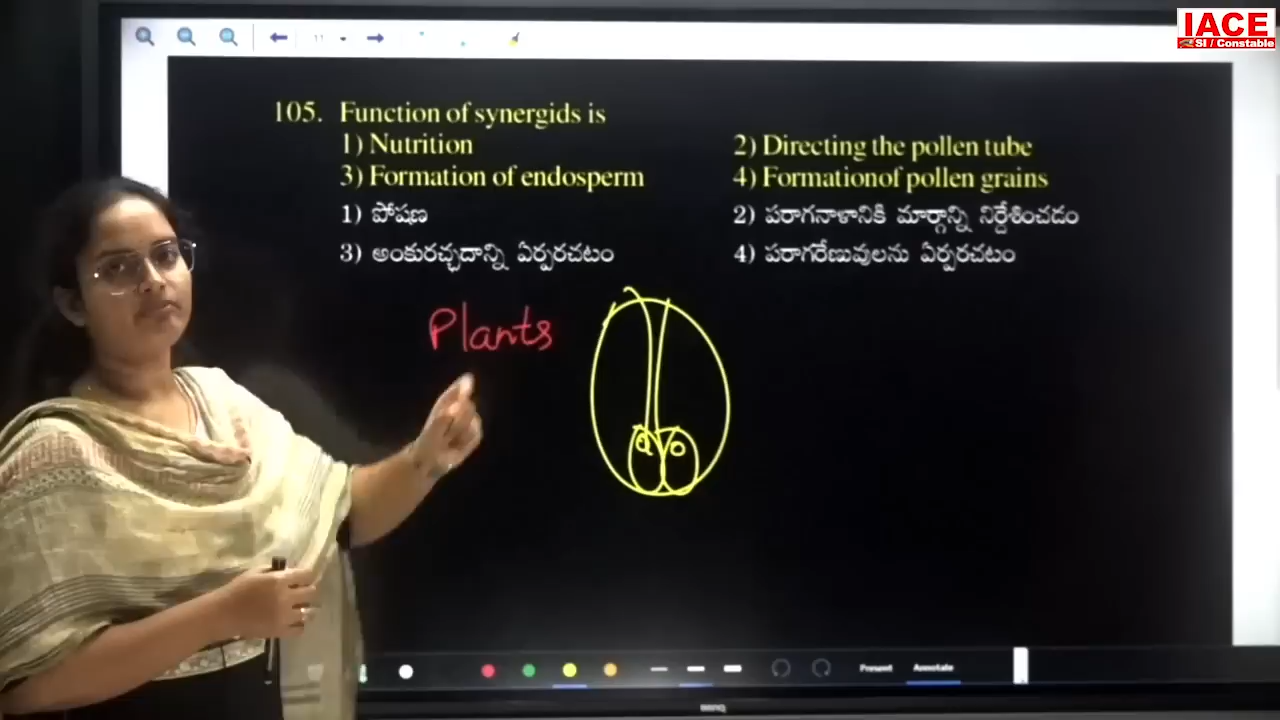 IACE
SI / Constable
11
105. Function of synergids is
1) Nutrition 2) Directing the pollen tube
3) Formation of endosperm 4) Formationof pollen grains
1) పోషణ 2) పరాగనాళానికి మార్గాన్ని నిర్దేశించడం
3) అంకురచ్ఛదాన్ని ఏర్పరచటం 4) పరాగరేణువులను ఏర్పరచటం
Plants
Present Annotate
BENQ